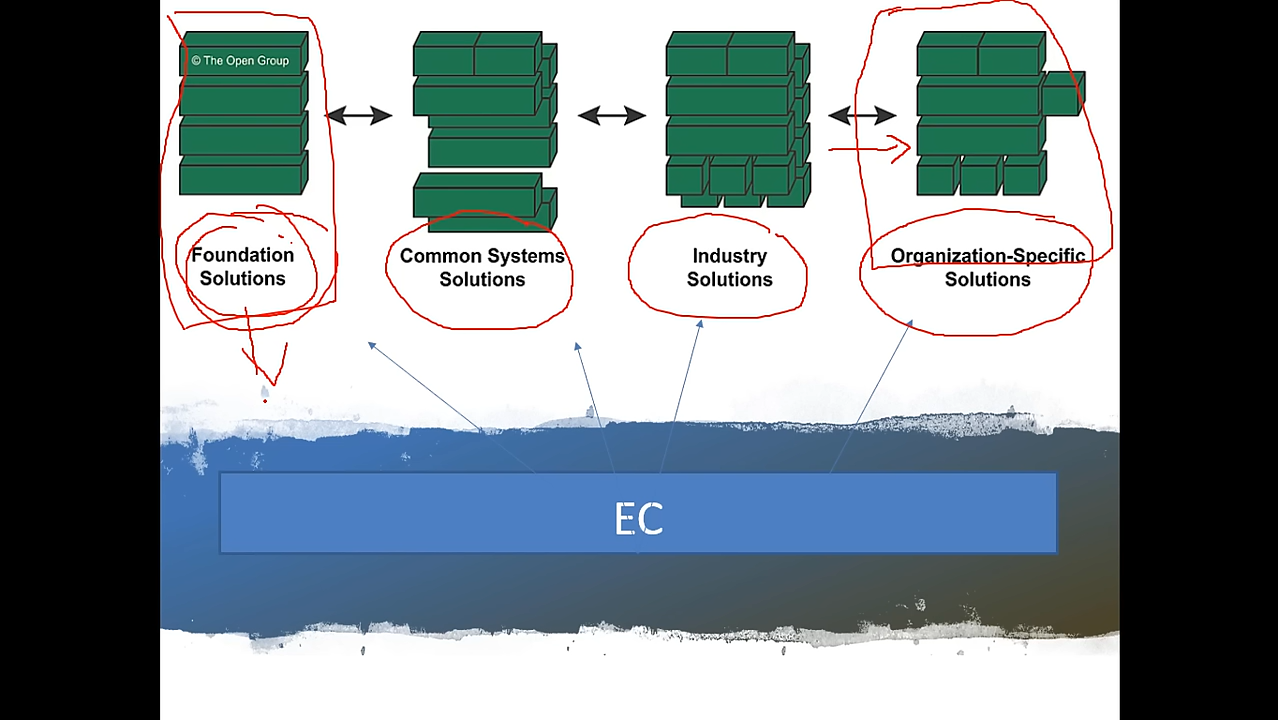 © The Open Group
Foundation
Solutions
Common Systems
Solutions
Industry
Solutions
Organization-Specific
Solutions
EC